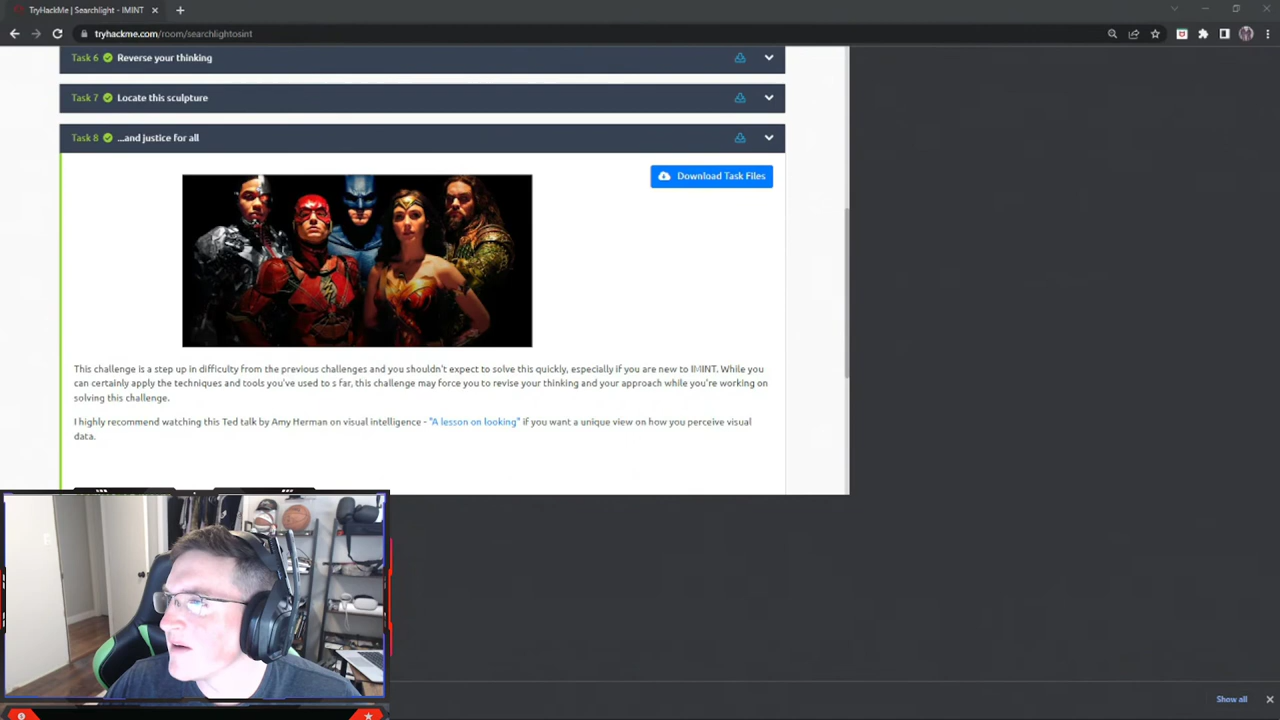 TryHackMe | Searchlight - IMINT
tryhackme.com/room/searchlightosint
Task 6 Reverse your thinking
Task 7 Locate this sculpture
Task 8 ...and justice for all
Download Task Files
This challenge is a step up in difficulty from the previous challenges and you shouldn't expect to solve this quickly, especially if you are new to IMINT. While you
can certainly apply the techniques and tools you've used to s far, this challenge may force you to revise your thinking and your approach while you're working on
solving this challenge.
I highly recommend watching this Ted talk by Amy Herman on visual intelligence - "A lesson on looking" if you want a unique view on how you perceive visual
data.
Show all